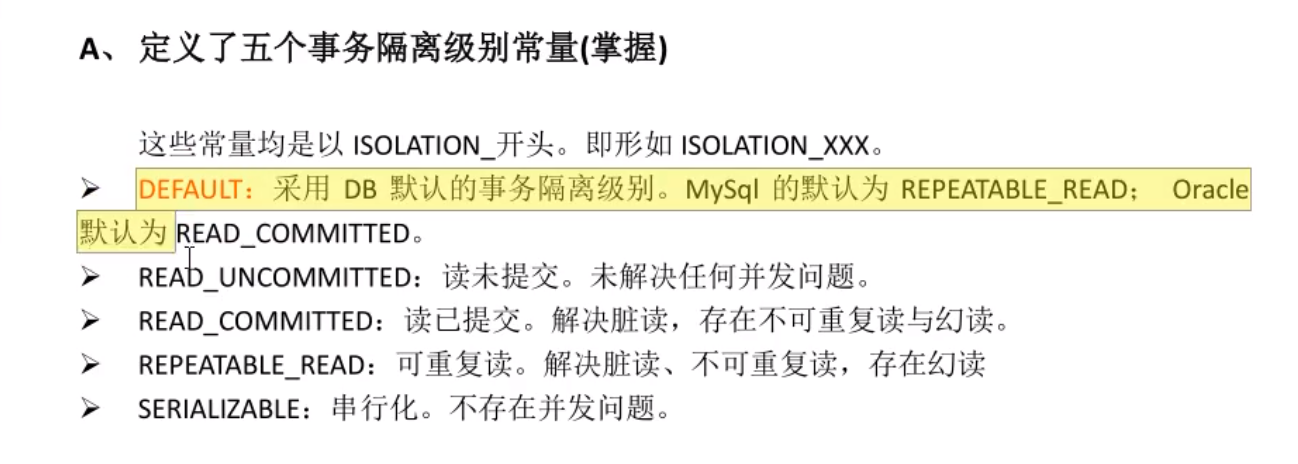 A、定义了五个事务隔离级别常量(掌握)
这些常量均是以 ISOLATION_开头。即形如 ISOLATION_XXX。
➢ DEFAULT：采用 DB 默认的事务隔离级别。MySql 的默认为 REPEATABLE_READ； Oracle
默认为 READ_COMMITTED。
➢ READ_UNCOMMITTED：读未提交。未解决任何并发问题。
➢ READ_COMMITTED：读已提交。解决脏读，存在不可重复读与幻读。
➢ REPEATABLE_READ：可重复读。解决脏读、不可重复读，存在幻读
➢ SERIALIZABLE：串行化。不存在并发问题。